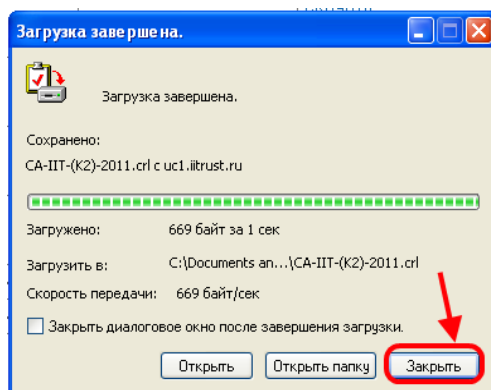 Загрузка завершена.
Загрузка завершена.
Сохранено:
CA-IIT-(K2)-2011.crl с uc1.iitrust.ru
Загружено: 669 байт за 1 сек
Загрузить в: C:\Documents an...\CA-IIT-(K2)-2011.crl
Скорость передачи: 669 байт/сек
Закрыть диалоговое окно после завершения загрузки.
Открыть Открыть папку Закрыть